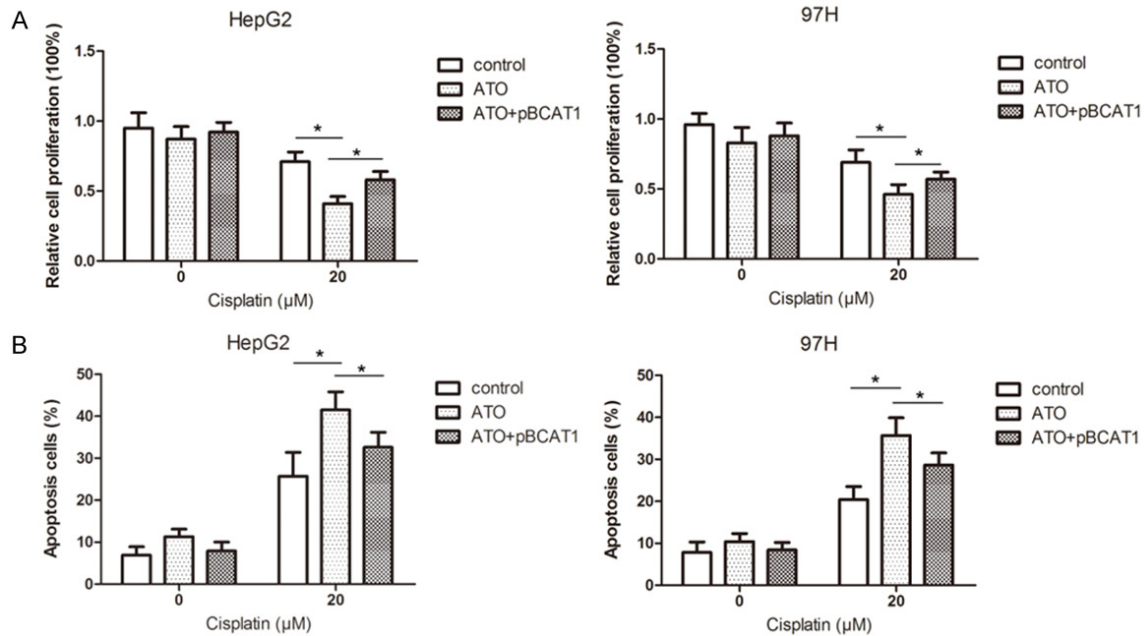 A
HepG2
Relative cell proliferation (100%)
1.5
1.0
0.5
0.0
0
20
Cisplatin (μM)
*
*
control
ATO
ATO+pBCAT1
97H
Relative cell proliferation (100%)
1.5
1.0
0.5
0.0
0
20
Cisplatin (μM)
*
*
control
ATO
ATO+pBCAT1
B
HepG2
Apoptosis cells (%)
50
40
30
20
10
0
0
20
Cisplatin (μM)
*
*
control
ATO
ATO+pBCAT1
97H
Apoptosis cells (%)
50
40
30
20
10
0
0
20
Cisplatin (μM)
*
*
control
ATO
ATO+pBCAT1